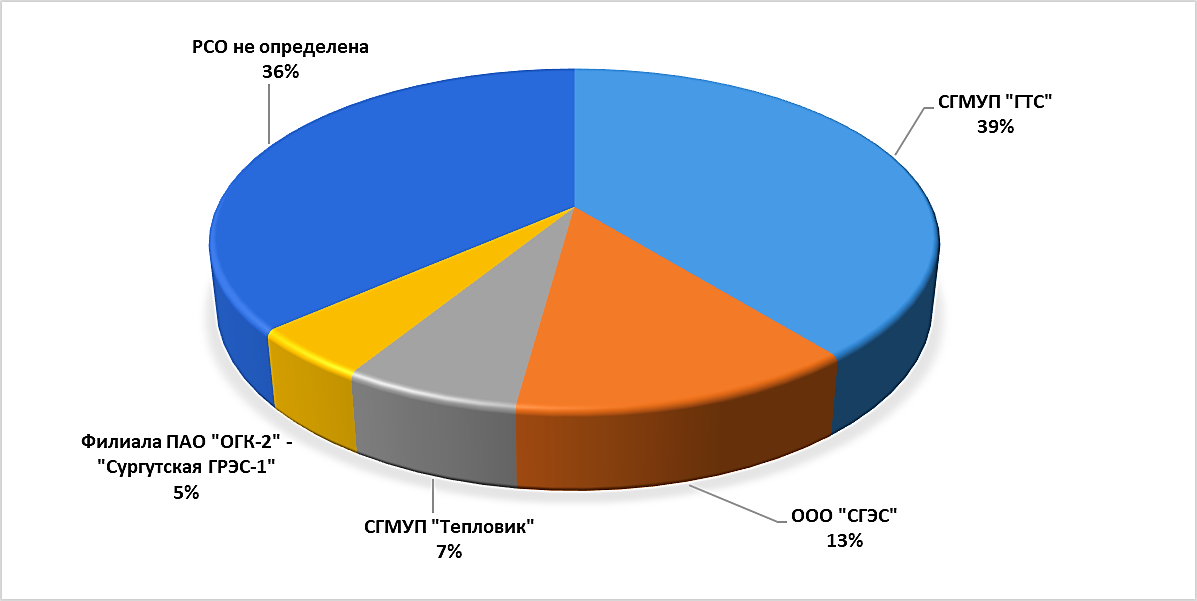 РСО не определена
36%
СГМУП "ГТС"
39%
Филиала ПАО "ОГК-2" -
"Сургутская ГРЭС-1"
5%
СГМУП "Тепловик"
7%
ООО "СГЭС"
13%